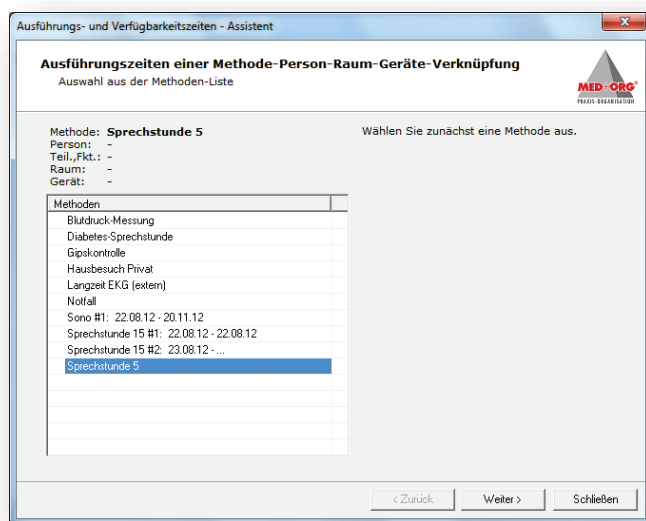 Ausführungs- und Verfügbarkeitszeiten - Assistent
Ausführungszeiten einer Methode-Person-Raum-Geräte-Verknüpfung
Auswahl aus der Methoden-Liste
MED+ORG®
PRAXIS-ORGANISATION
Methode: Sprechstunde 5
Person: -
Teil.,Fkt.: -
Raum: -
Gerät: -
Wählen Sie zunächst eine Methode aus.
Methoden
Blutdruck-Messung
Diabetes-Sprechstunde
Gipskontrolle
Hausbesuch Privat
Langzeit EKG (extern)
Notfall
Sono #1: 22.08.12 - 20.11.12
Sprechstunde 15 #1: 22.08.12 - 22.08.12
Sprechstunde 15 #2: 23.08.12 - ...
Sprechstunde 5
< Zurück Weiter > Schließen